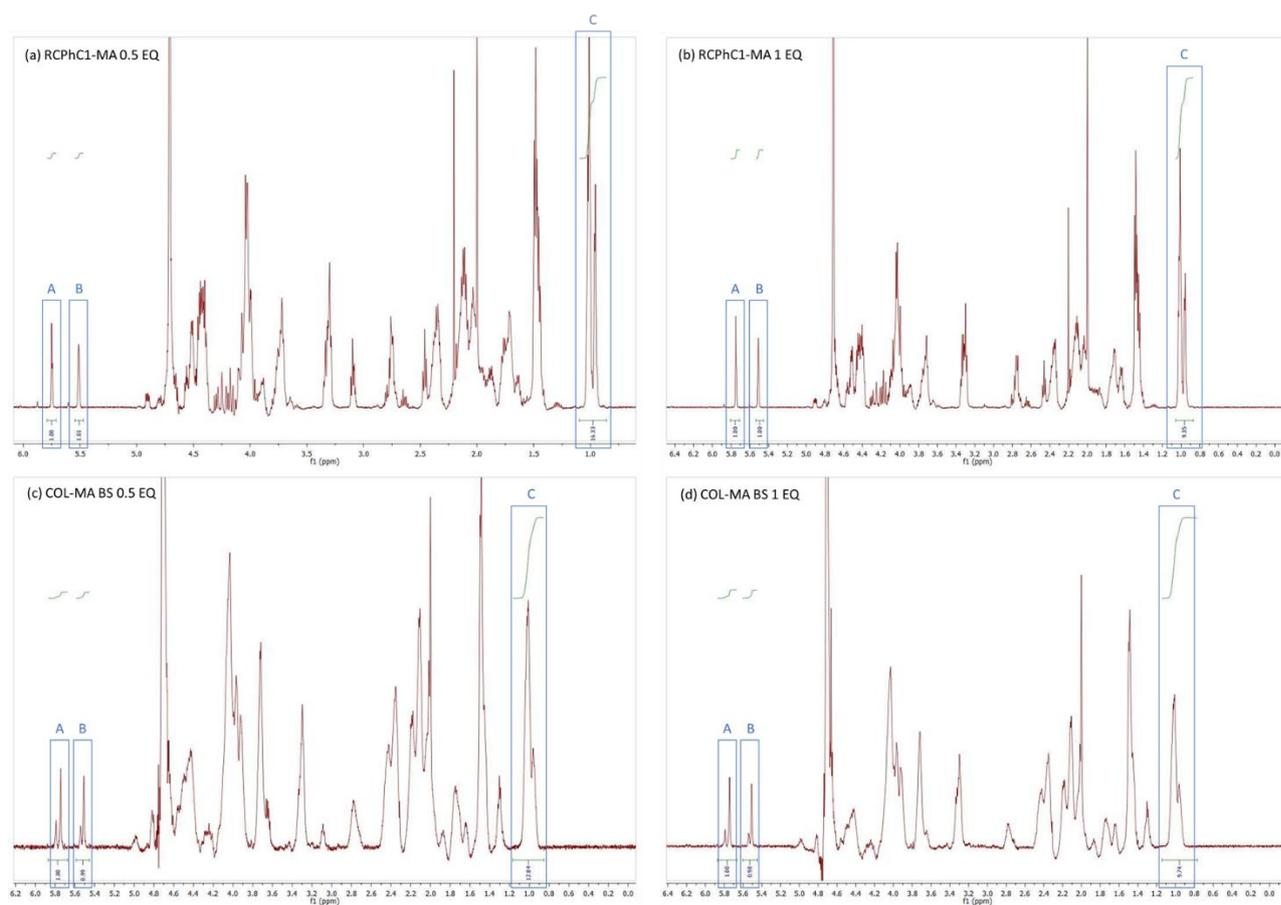 C
(a) RCPhC1-MA 0.5 EQ
A
B
1.00
1.01
16.33
5.5
5.0
4.5
4.0
3.5
3.0
2.5
2.0
1.5
1.0
f1 (ppm)
C
(b) RCPhC1-MA 1 EQ
A
B
1.00
1.00
9.35
6.4 6.2 6.0 5.8 5.6 5.4 5.2 5.0 4.8 4.6 4.4 4.2 4.0 3.8 3.6 3.4 3.2 3.0 2.8 2.6 2.4 2.2 2.0 1.8 1.6 1.4 1.2 1.0 0.8 0.6 0.4 0.2 0.0
f1 (ppm)
C
(c) COL-MA BS 0.5 EQ
A
B
1.00
0.99
12.84
6.2 6.0 5.8 5.6 5.4 5.2 5.0 4.8 4.6 4.4 4.2 4.0 3.8 3.6 3.4 3.2 3.0 2.8 2.6 2.4 2.2 2.0 1.8 1.6 1.4 1.2 1.0 0.8 0.6 0.4 0.2 0.0
f1 (ppm)
C
(d) COL-MA BS 1 EQ
A
B
1.00
0.98
9.74
6.4 6.2 6.0 5.8 5.6 5.4 5.2 5.0 4.8 4.6 4.4 4.2 4.0 3.8 3.6 3.4 3.2 3.0 2.8 2.6 2.4 2.2 2.0 1.8 1.6 1.4 1.2 1.0 0.8 0.6 0.4 0.2 0.0
f1 (ppm)